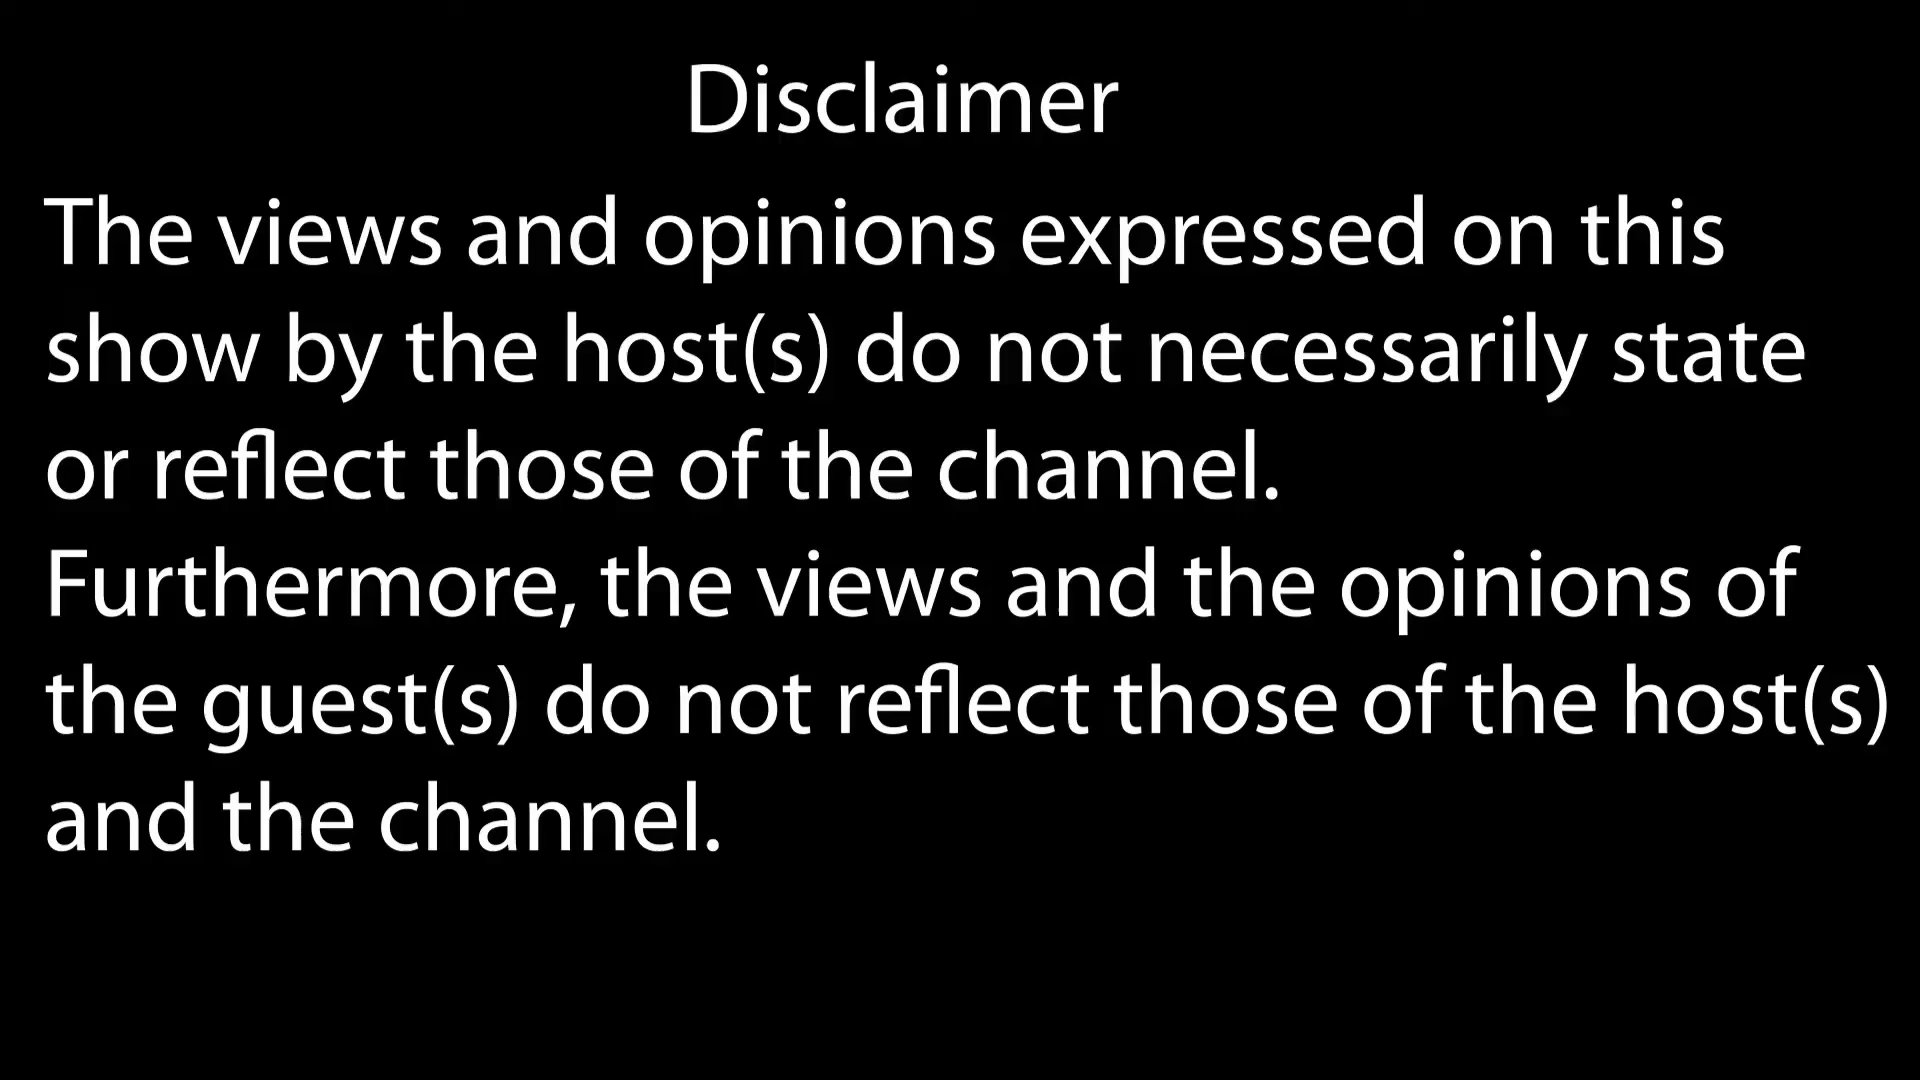 Disclaimer
The views and opinions expressed on this
show by the host(s) do not necessarily state
or reflect those of the channel.
Furthermore, the views and the opinions of
the guest(s) do not reflect those of the host(s)
and the channel.